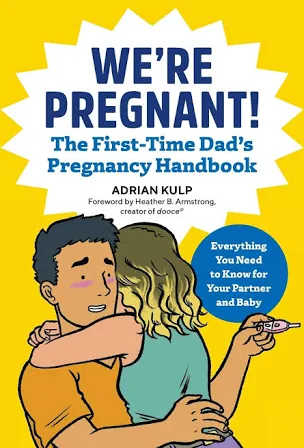 WE'RE
PREGNANT!
The First-Time Dad's
Pregnancy Handbook
ADRIAN KULP
Foreword by Heather B. Armstrong,
creator of dooce®
Everything
You Need
to Know for
Your Partner
and Baby